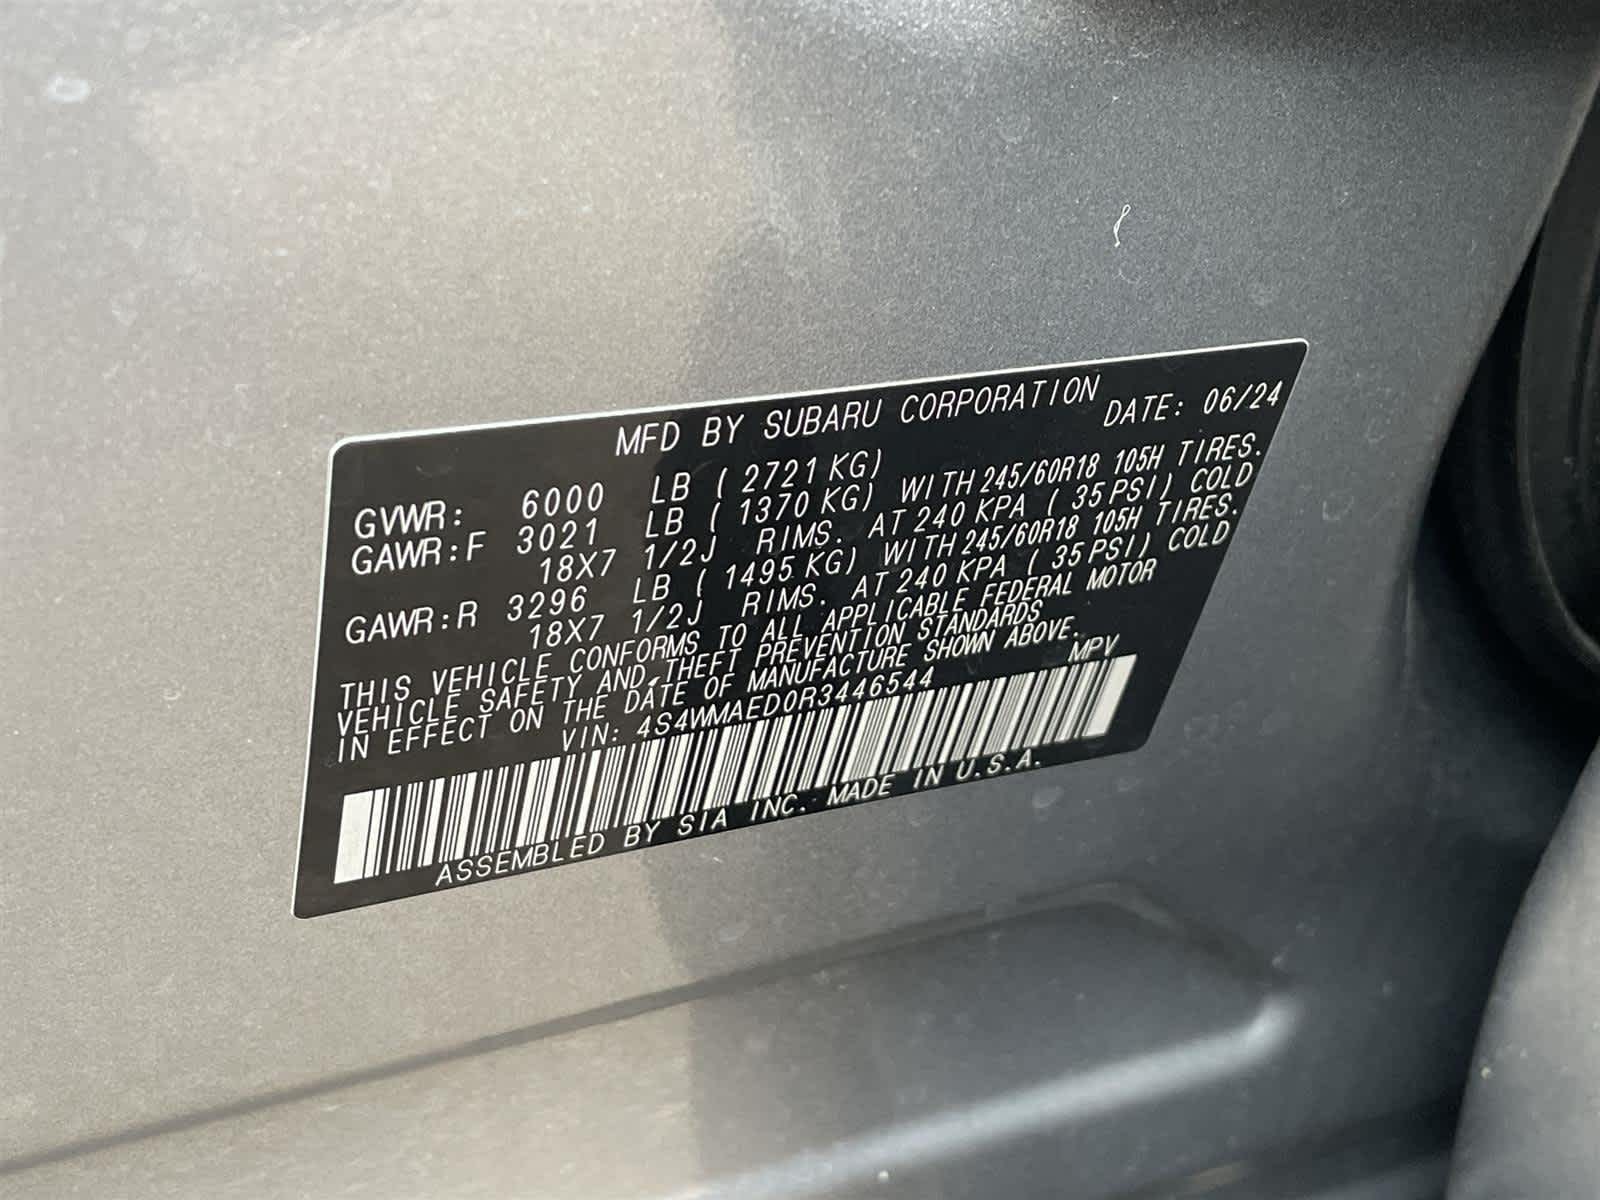 MFD BY SUBARU CORPORATION DATE: 06/24
GVWR: 6000 LB ( 2721 KG)
GAWR:F 3021 LB ( 1370 KG) WITH 245/60R18 105H TIRES.
18X7 1/2J RIMS. AT 240 KPA ( 35 PSI) COLD
GAWR:R 3296 LB ( 1495 KG) WITH 245/60R18 105H TIRES.
18X7 1/2J RIMS. AT 240 KPA ( 35 PSI) COLD
THIS VEHICLE CONFORMS TO ALL APPLICABLE FEDERAL MOTOR
VEHICLE SAFETY AND THEFT PREVENTION STANDARDS
IN EFFECT ON THE DATE OF MANUFACTURE SHOWN ABOVE.
VIN: 4S4WMAED0R3446544 MPV
ASSEMBLED BY SIA INC. MADE IN U.S.A.